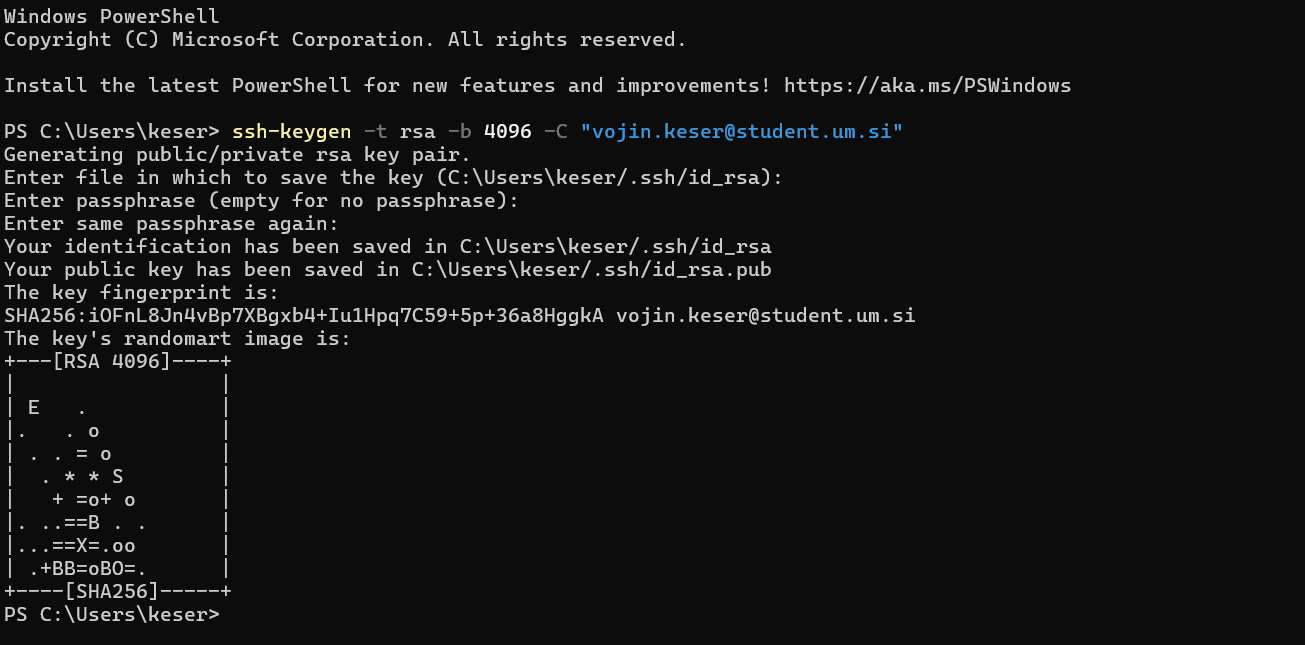 Windows PowerShell
Copyright (C) Microsoft Corporation. All rights reserved.
Install the latest PowerShell for new features and improvements! https://aka.ms/PSWindows
PS C:\Users\keser> ssh-keygen -t rsa -b 4096 -C "vojin.keser@student.um.si"
Generating public/private rsa key pair.
Enter file in which to save the key (C:\Users\keser/.ssh/id_rsa):
Enter passphrase (empty for no passphrase):
Enter same passphrase again:
Your identification has been saved in C:\Users\keser/.ssh/id_rsa
Your public key has been saved in C:\Users\keser/.ssh/id_rsa.pub
The key fingerprint is:
SHA256:iOFnL8Jn4vBp7XBgxb4+Iu1Hpq7C59+5p+36a8HggkA vojin.keser@student.um.si
The key's randomart image is:
+---[RSA 4096]----+
|                 |
| E   .           |
|.   . o          |
| . . = o         |
|  . * * S        |
|   + =o+ o       |
|. ..==B . .      |
|...==X=.oo       |
| .+BB=oBO=.      |
+----[SHA256]-----+
PS C:\Users\keser>